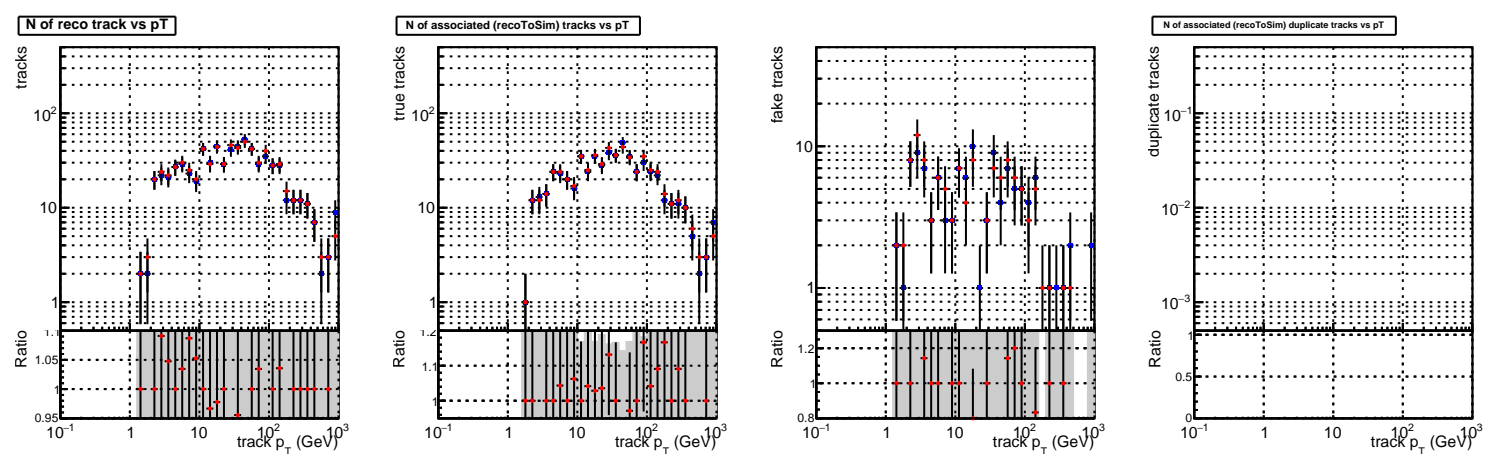 N of reco track vs pT
N of associated (recoToSim) tracks vs pT
N of associated (recoToSim) duplicate tracks vs pT
tracks
10²
10
1
Ratio
1.1
1.05
1
0.95
10⁻¹ 1 10 10² 10³
track p_T (GeV)
true tracks
10²
10
1
Ratio
1.2
1.1
1
10⁻¹ 1 10 10² 10³
track p_T (GeV)
fake tracks
10
1
Ratio
1.2
1
0.8
10⁻¹ 1 10 10² 10³
track p_T (GeV)
duplicate tracks
10⁻¹
10⁻²
10⁻³
Ratio
1
0.5
0
10⁻¹ 1 10 10² 10³
track p_T (GeV)